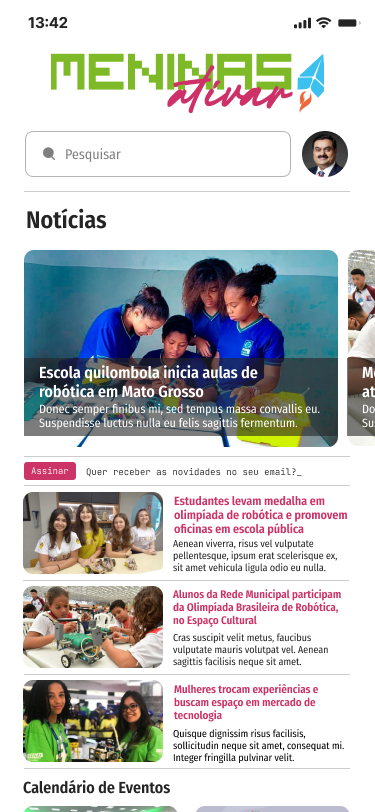 13:42
MENINAS
ativar
Pesquisar
Notícias
Escola quilombola inicia aulas de
robótica em Mato Grosso
Donec semper finibus mi, sed tempus massa convallis eu.
Suspendisse luctus nulla eu felis sagittis fermentum.
M
at
Do
Su
Assinar Quer receber as novidades no seu email?_
Estudantes levam medalha em
olimpíada de robótica e promovem
oficinas em escola pública
Aenean viverra, risus vel vulputate
pellentesque, ipsum erat scelerisque ex,
sit amet vehicula ligula odio eu nulla.
Alunos da Rede Municipal participam
da Olimpíada Brasileira de Robótica,
no Espaço Cultural
Cras suscipit velit metus, faucibus
vulputate mauris volutpat vel. Aenean
sagittis facilisis neque sit amet.
Mulheres trocam experiências e
buscam espaço em mercado de
tecnologia
Quisque dignissim risus facilisis,
sollicitudin neque sit amet, consequat mi.
Integer fringilla pulvinar velit.
Calendário de Eventos